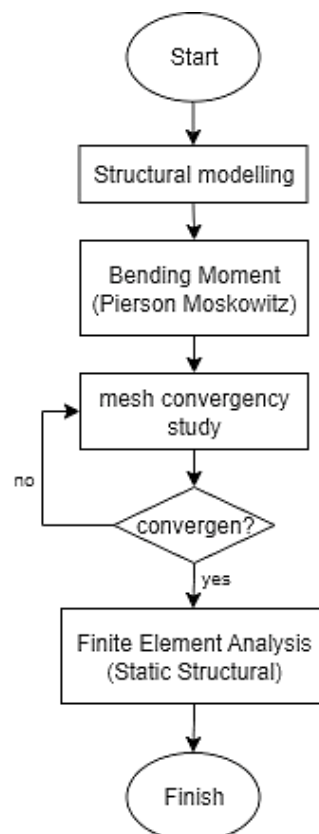 Start
Structural modelling
Bending Moment
(Pierson Moskowitz)
mesh convergency
study
no
convergen?
yes
Finite Element Analysis
(Static Structural)
Finish